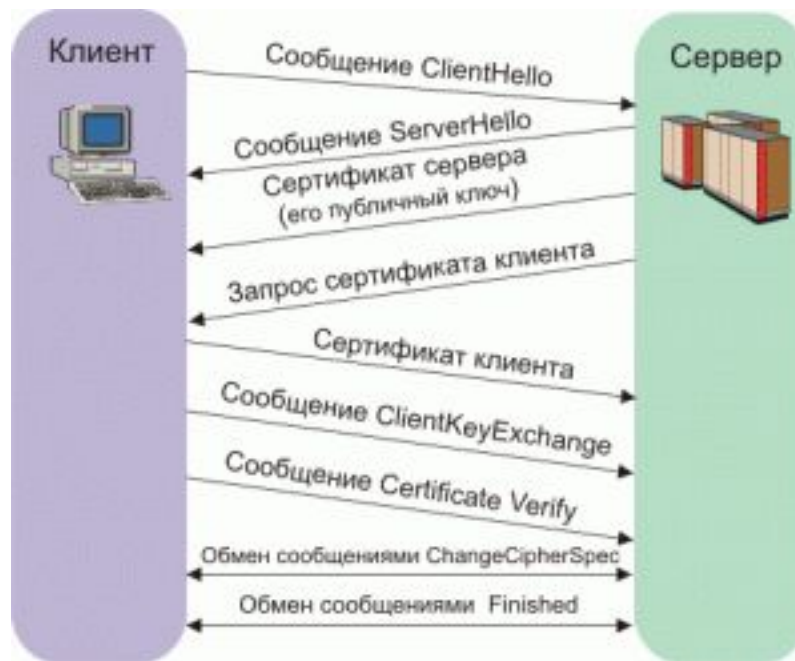 Клиент
Сервер
Сообщение ClientHello
Сообщение ServerHello
Сертификат сервера
(его публичный ключ)
Запрос сертификата клиента
Сертификат клиента
Сообщение ClientKeyExchange
Сообщение Certificate Verify
Обмен сообщениями ChangeCipherSpec
Обмен сообщениями Finished